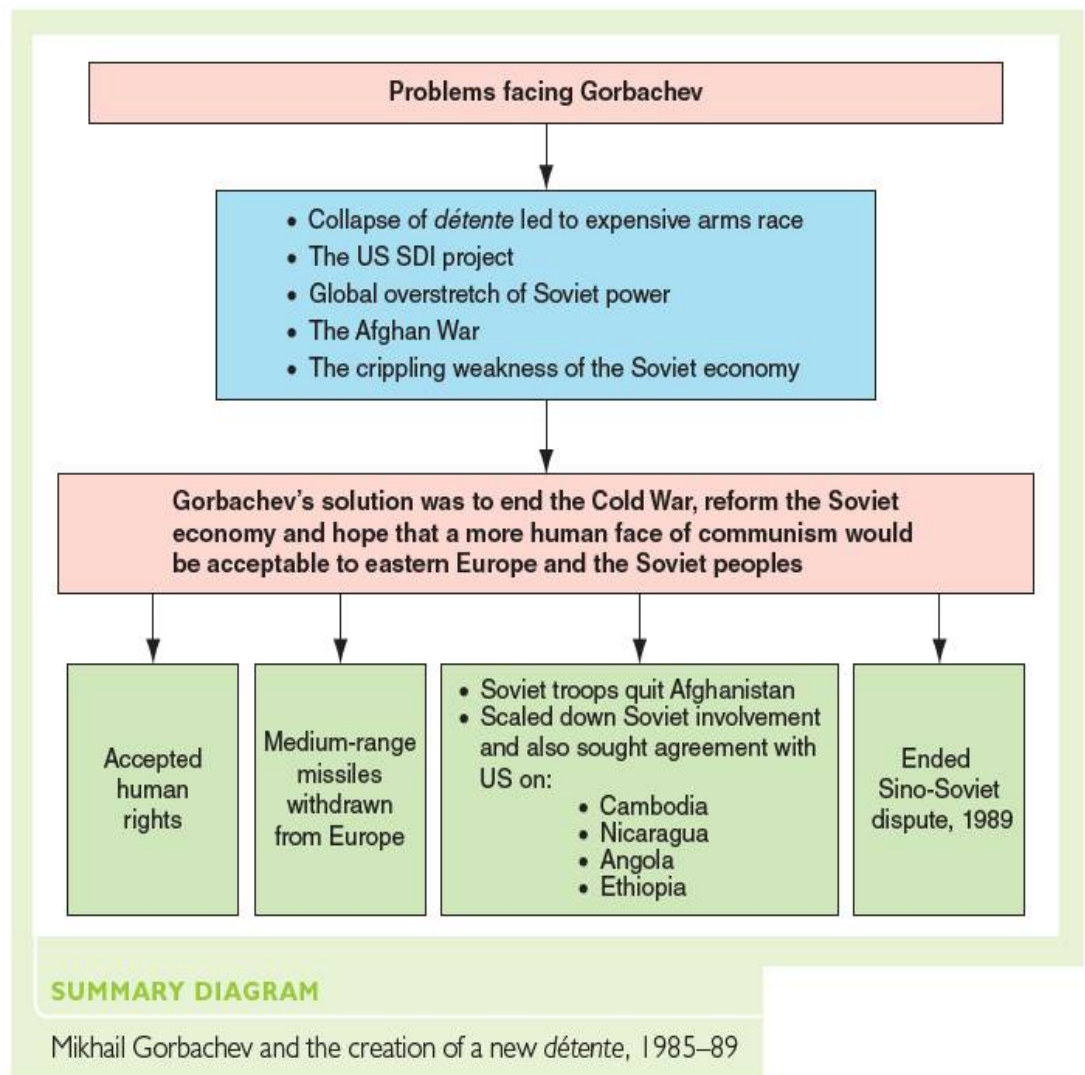 Problems facing Gorbachev
• Collapse of détente led to expensive arms race
• The US SDI project
• Global overstretch of Soviet power
• The Afghan War
• The crippling weakness of the Soviet economy
Gorbachev's solution was to end the Cold War, reform the Soviet
economy and hope that a more human face of communism would
be acceptable to eastern Europe and the Soviet peoples
Accepted
human
rights
Medium-range
missiles
withdrawn
from Europe
• Soviet troops quit Afghanistan
• Scaled down Soviet involvement
and also sought agreement with
US on:
• Cambodia
• Nicaragua
• Angola
• Ethiopia
Ended
Sino-Soviet
dispute, 1989
SUMMARY DIAGRAM
Mikhail Gorbachev and the creation of a new détente, 1985–89